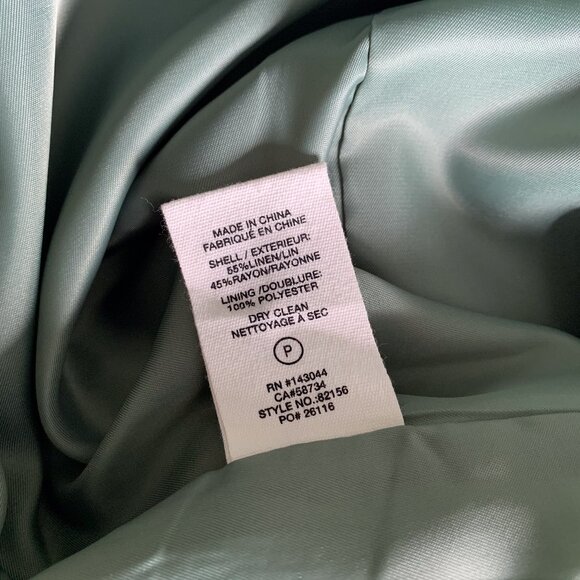 MADE IN CHINA
FABRIQUÉ EN CHINE
SHELL / EXTERIEUR:
55%LINEN/LIN
45%RAYON/RAYONNE
LINING /DOUBLURE:
100% POLYESTER
DRY CLEAN
NETTOYAGE À SEC
P
RN #143044
CA#58734
STYLE NO.:82156
PO# 26116